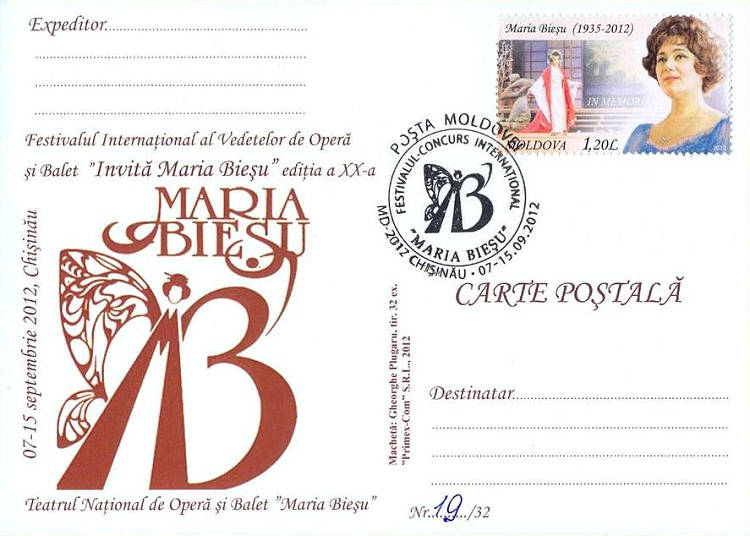 Expeditor
Festivalul Internațional al Vedetelor de Operă
și Balet "Invită Maria Bieșu" ediția a XX-a
07-15 septembrie 2012, Chișinău
MARIA
BIEȘU
MB
Teatrul Național de Operă și Balet "Maria Bieșu"
Maria Bieșu (1935-2012)
IN MEMORIAM
MOLDOVA 1,20L
2012
POȘTA MOLDOVEI
FESTIVALUL-CONCURS INTERNAȚIONAL
"MARIA BIEȘU"
MD-2012 CHIȘINĂU · 07-15.09.2012
CARTE POȘTALĂ
Machetă: Gheorghe Plugaru, tir. 32 ex.
"Primex-Com" S.R.L., 2012
Destinatar
Nr. 19 /32